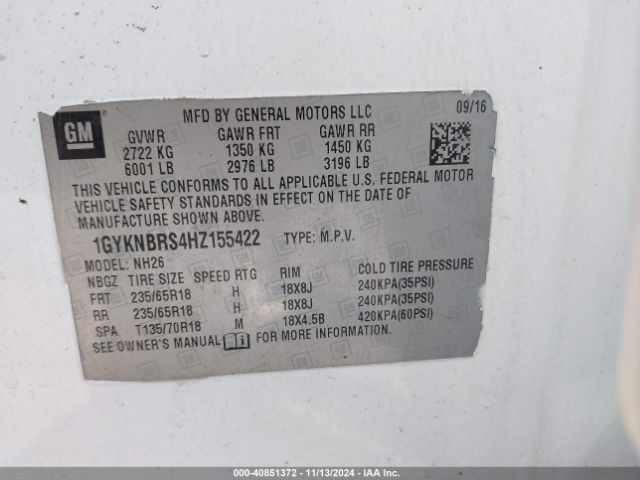 MFD BY GENERAL MOTORS LLC 09/16
GM
GVWR GAWR FRT GAWR RR
2722 KG 1350 KG 1450 KG
6001 LB 2976 LB 3196 LB
THIS VEHICLE CONFORMS TO ALL APPLICABLE U.S. FEDERAL MOTOR
VEHICLE SAFETY STANDARDS IN EFFECT ON THE DATE OF
MANUFACTURE SHOWN ABOVE.
1GYKNBRS4HZ155422 TYPE: M.P.V.
MODEL: NH26
NBGZ TIRE SIZE SPEED RTG RIM COLD TIRE PRESSURE
FRT 235/65R18 H 18X8J 240KPA(35PSI)
RR 235/65R18 H 18X8J 240KPA(35PSI)
SPA T135/70R18 M 18X4.5B 420KPA(60PSI)
SEE OWNER'S MANUAL FOR MORE INFORMATION.
000-40851372 - 11/13/2024 - IAAI.com